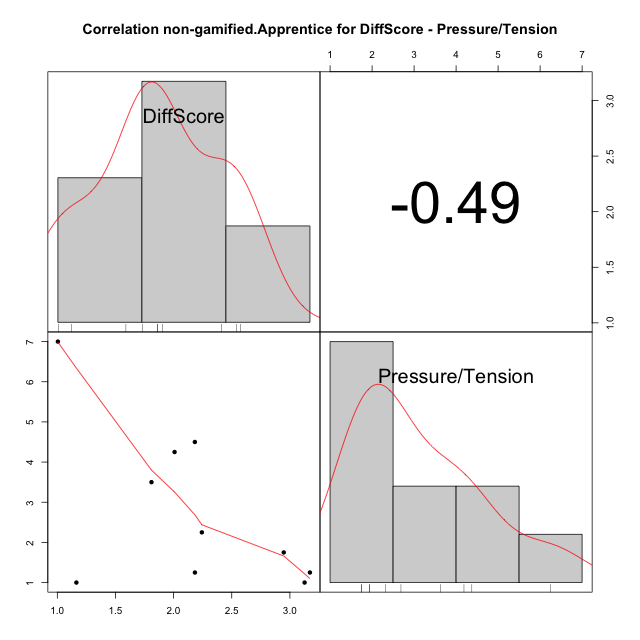 Correlation non-gamified.Apprentice for DiffScore - Pressure/Tension
1 2 3 4 5 6 7
DiffScore
-0.49
1.0 1.5 2.0 2.5 3.0
1 2 3 4 5 6 7
Pressure/Tension
1.0 1.5 2.0 2.5 3.0